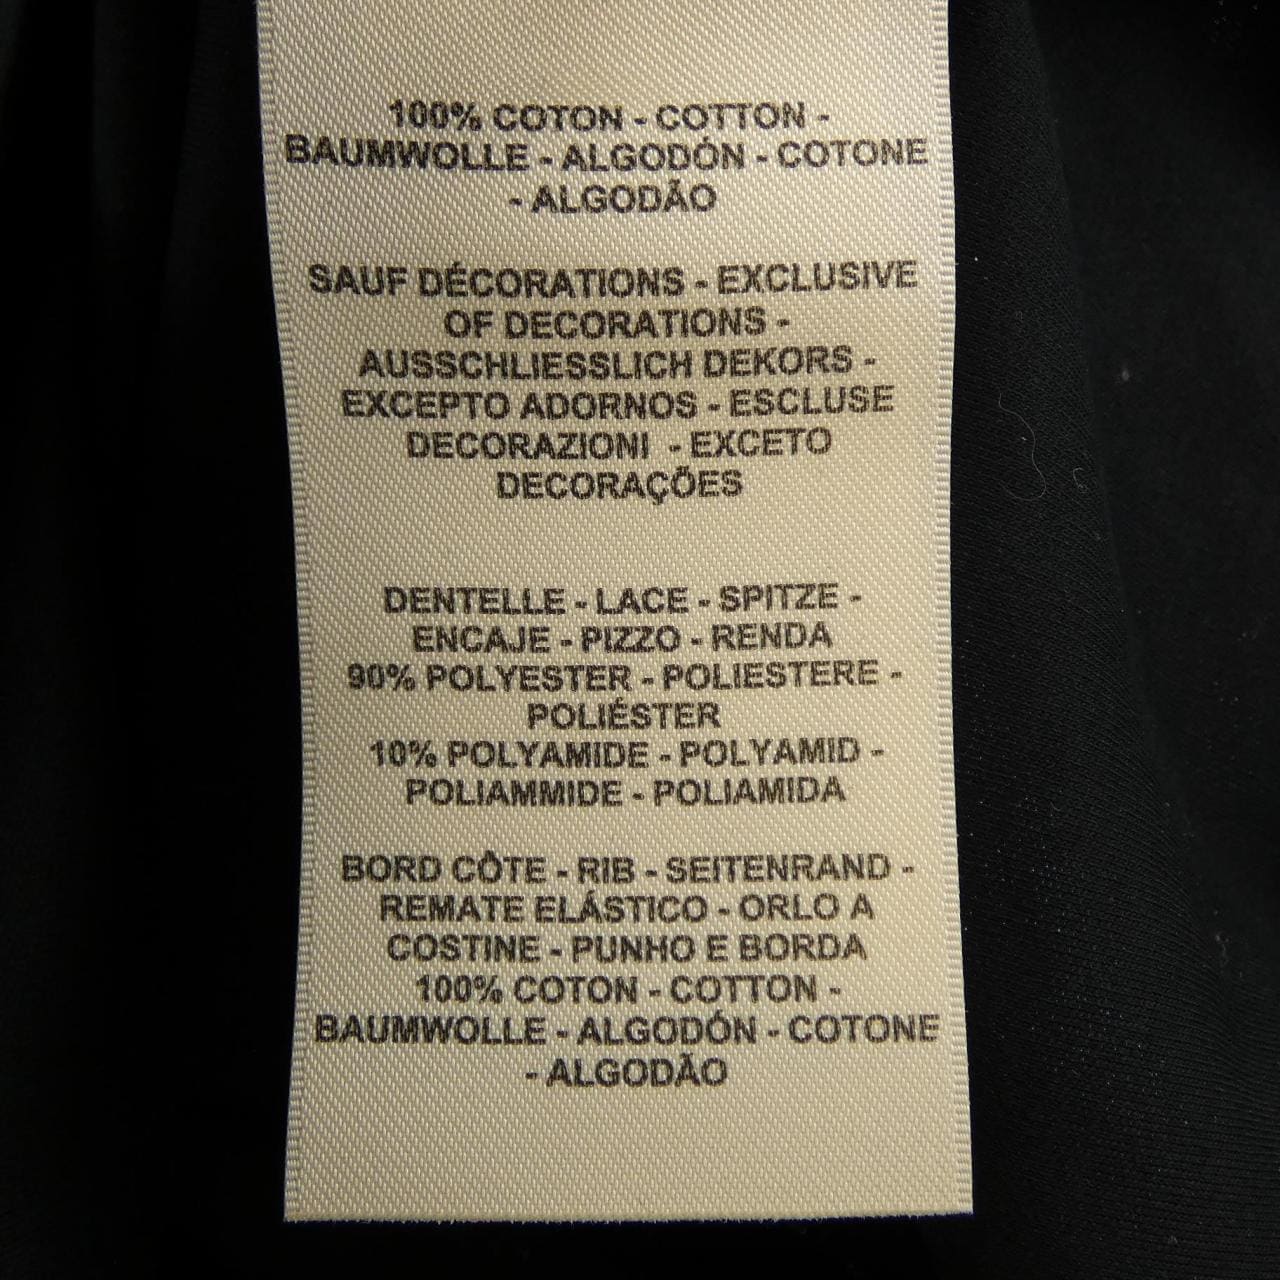 100% COTON - COTTON -
BAUMWOLLE - ALGODÓN - COTONE
- ALGODÃO
SAUF DÉCORATIONS - EXCLUSIVE
OF DECORATIONS -
AUSSCHLIESSLICH DEKORS -
EXCEPTO ADORNOS - ESCLUSE
DECORAZIONI - EXCETO
DECORAÇÕES
DENTELLE - LACE - SPITZE -
ENCAJE - PIZZO - RENDA
90% POLYESTER - POLIESTERE -
POLIÉSTER
10% POLYAMIDE - POLYAMID -
POLIAMMIDE - POLIAMIDA
BORD CÔTE - RIB - SEITENRAND -
REMATE ELÁSTICO - ORLO A
COSTINE - PUNHO E BORDA
100% COTON - COTTON -
BAUMWOLLE - ALGODÓN - COTONE
- ALGODÃO